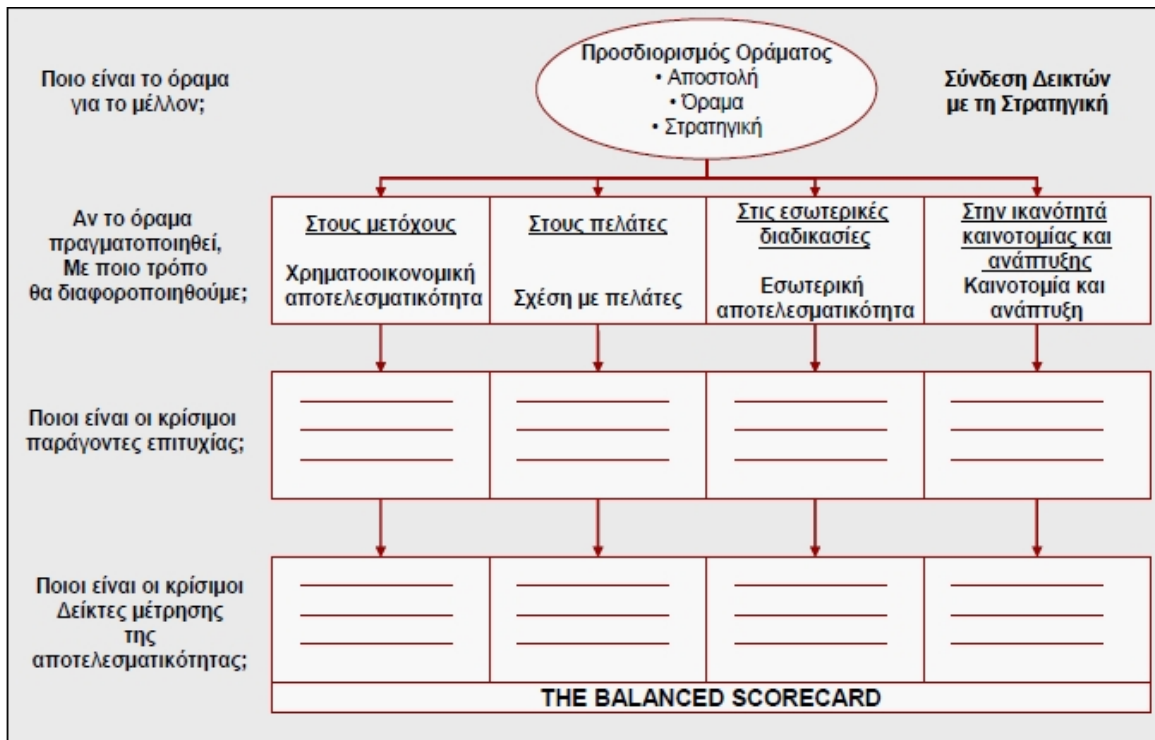 Ποιο είναι το όραμα
για το μέλλον;
Προσδιορισμός Οράματος
• Αποστολή
• Όραμα
• Στρατηγική
Σύνδεση Δεικτών
με τη Στρατηγική
Αν το όραμα
πραγματοποιηθεί,
Με ποιο τρόπο
θα διαφοροποιηθούμε;
Στους μετόχους
Χρηματοοικονομική
αποτελεσματικότητα
Στους πελάτες
Σχέση με πελάτες
Στις εσωτερικές
διαδικασίες
Εσωτερική
αποτελεσματικότητα
Στην ικανότητά
καινοτομίας και
ανάπτυξης
Καινοτομία και
ανάπτυξη
Ποιοι είναι οι κρίσιμοι
παράγοντες επιτυχίας;
Ποιοι είναι οι κρίσιμοι
Δείκτες μέτρησης
της
αποτελεσματικότητας;
THE BALANCED SCORECARD